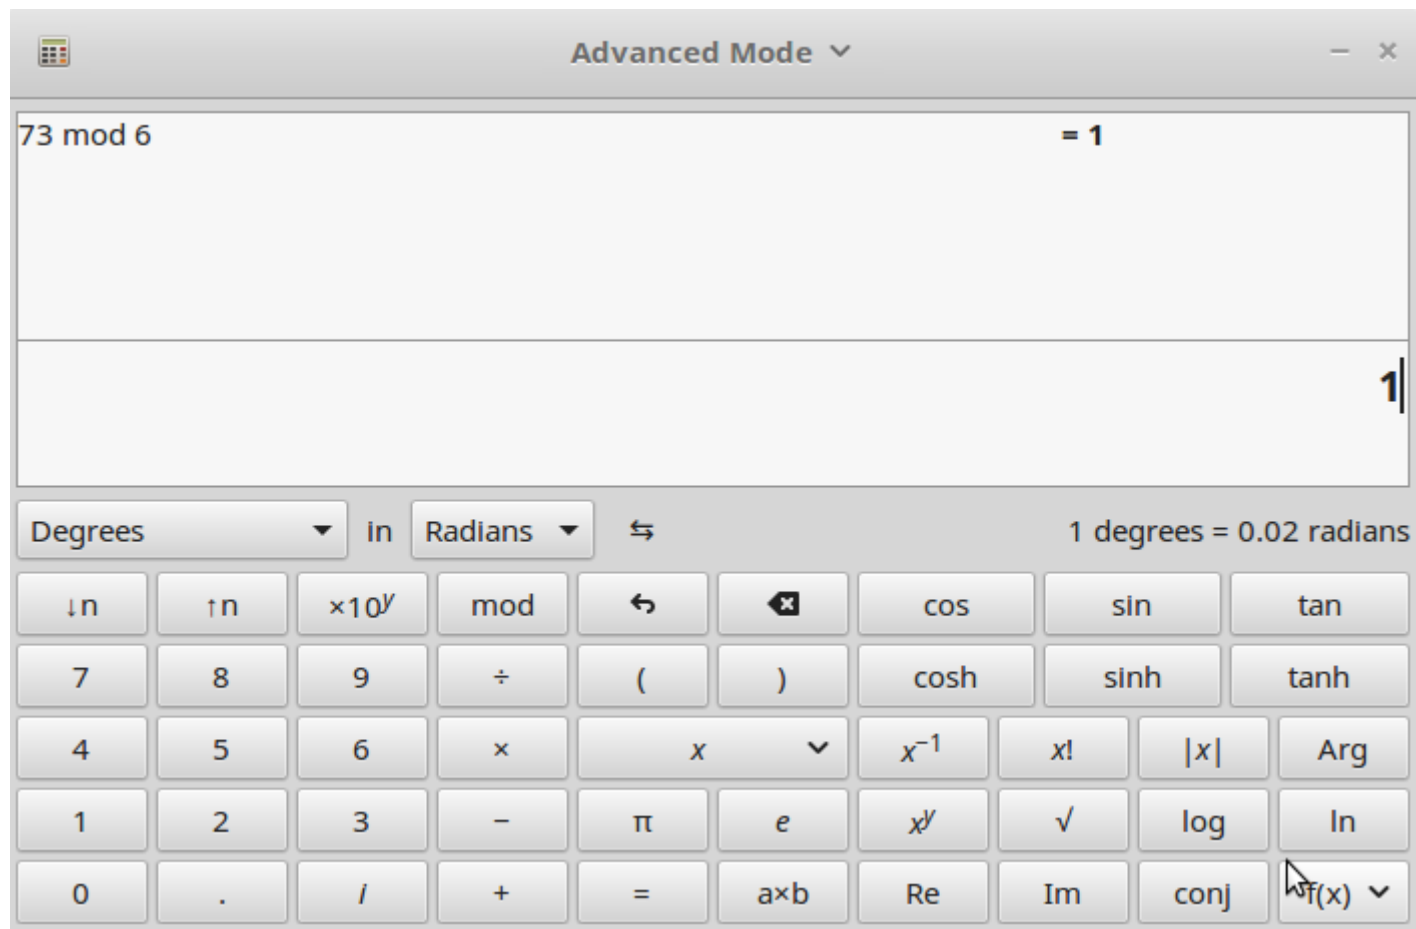 Advanced Mode
73 mod 6 = 1
1
Degrees in Radians ⇆ 1 degrees = 0.02 radians
↓n ↑n ×10ʸ mod cos sin tan
7 8 9 ÷ ( ) cosh sinh tanh
4 5 6 × x x⁻¹ x! |x| Arg
1 2 3 − π e xʸ √ log ln
0 . i + = a×b Re Im conj f(x)